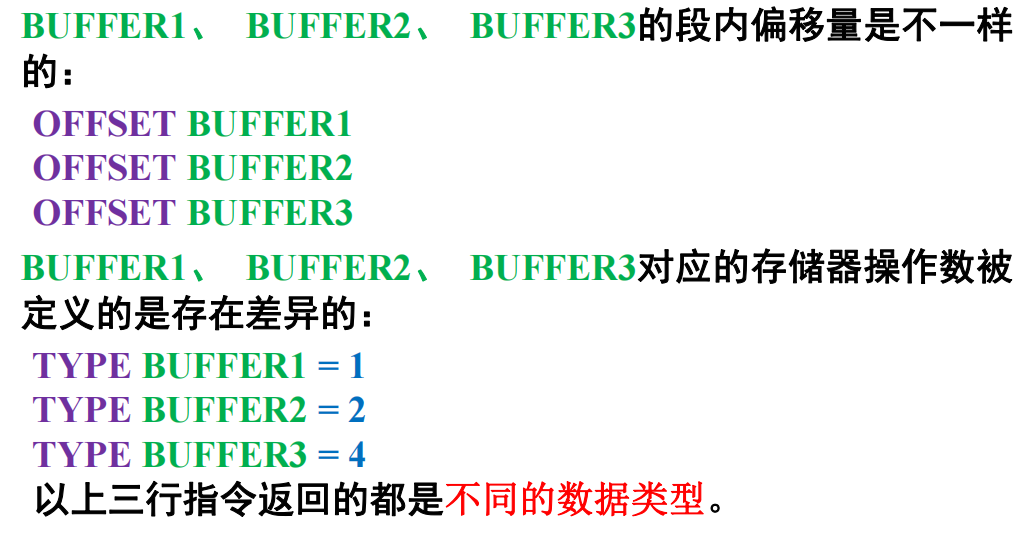 BUFFER1、 BUFFER2、 BUFFER3的段内偏移量是不一样
的：
OFFSET BUFFER1
OFFSET BUFFER2
OFFSET BUFFER3
BUFFER1、 BUFFER2、 BUFFER3对应的存储器操作数被
定义的是存在差异的：
TYPE BUFFER1 = 1
TYPE BUFFER2 = 2
TYPE BUFFER3 = 4
以上三行指令返回的都是不同的数据类型。